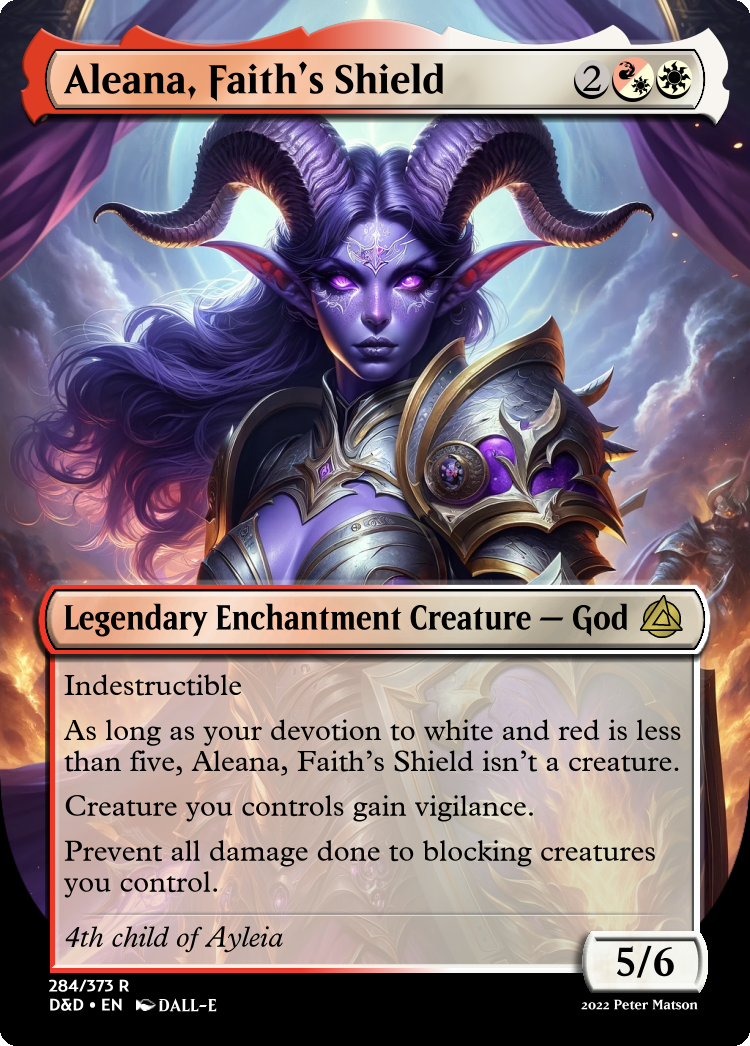 Aleana, Faith's Shield 2
Legendary Enchantment Creature — God
Indestructible
As long as your devotion to white and red is less
than five, Aleana, Faith's Shield isn't a creature.
Creature you controls gain vigilance.
Prevent all damage done to blocking creatures
you control.
4th child of Ayleia
5/6
284/373 R
D&D • EN DALL-E
2022 Peter Matson